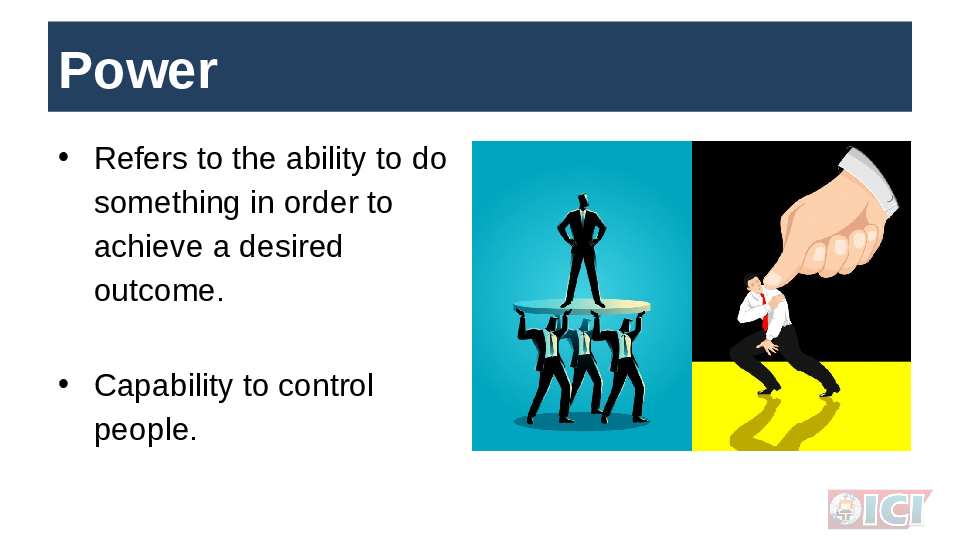 Power
• Refers to the ability to do
something in order to
achieve a desired
outcome.
• Capability to control
people.
ICI